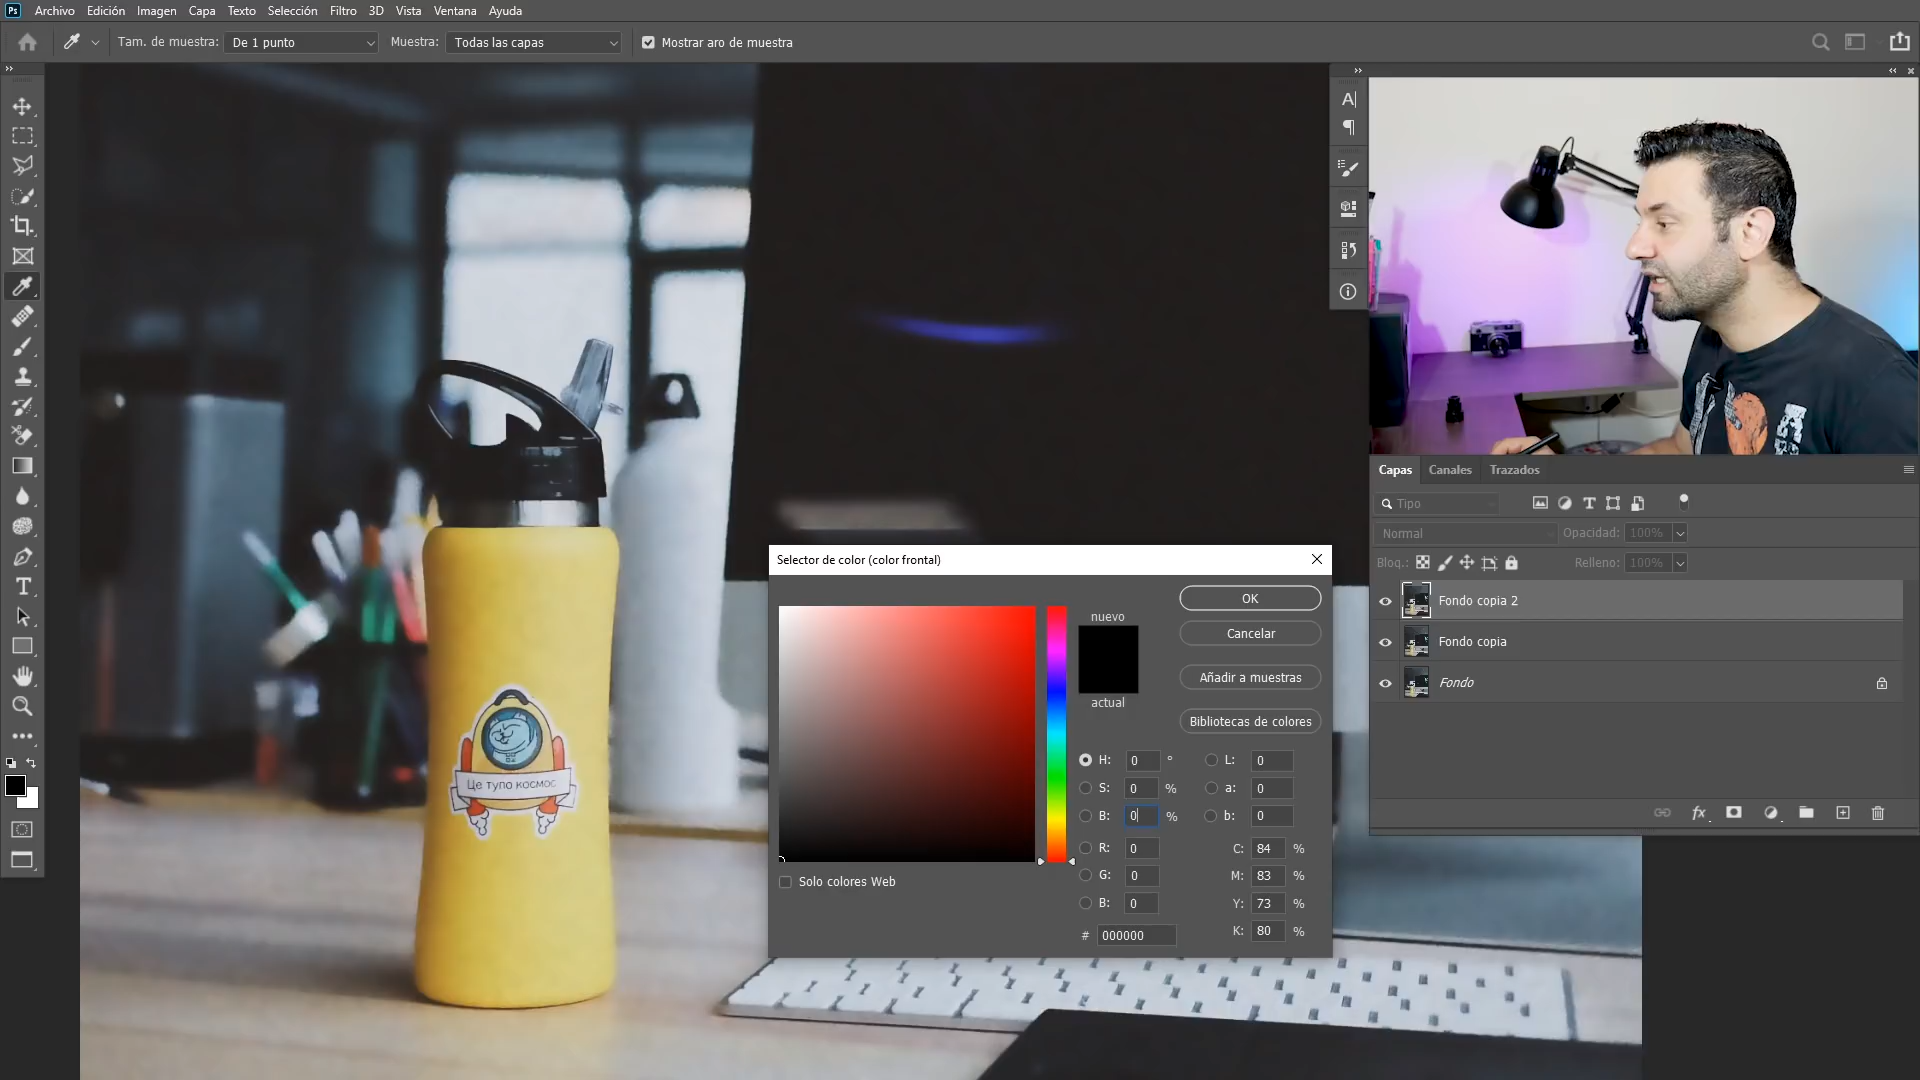 Ps Archivo Edición Imagen Capa Texto Selección Filtro 3D Vista Ventana Ayuda
Tam. de muestra: De 1 punto Muestra: Todas las capas Mostrar aro de muestra
Це тупо космос
Selector de color (color frontal)
nuevo
actual
OK
Cancelar
Añadir a muestras
Bibliotecas de colores
H: 0 ° L: 0
S: 0 % a: 0
B: 0 % b: 0
R: 0 C: 84 %
G: 0 M: 83 %
B: 0 Y: 73 %
# 000000 K: 80 %
Solo colores Web
Capas Canales Trazados
Tipo
Normal Opacidad: 100%
Bloq.: Relleno: 100%
Fondo copia 2
Fondo copia
Fondo
fx